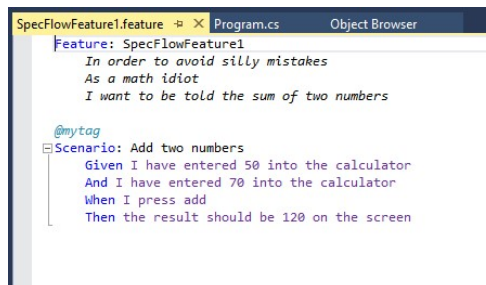 SpecFlowFeature1.feature Program.cs Object Browser
Feature: SpecFlowFeature1
In order to avoid silly mistakes
As a math idiot
I want to be told the sum of two numbers
@mytag
Scenario: Add two numbers
Given I have entered 50 into the calculator
And I have entered 70 into the calculator
When I press add
Then the result should be 120 on the screen